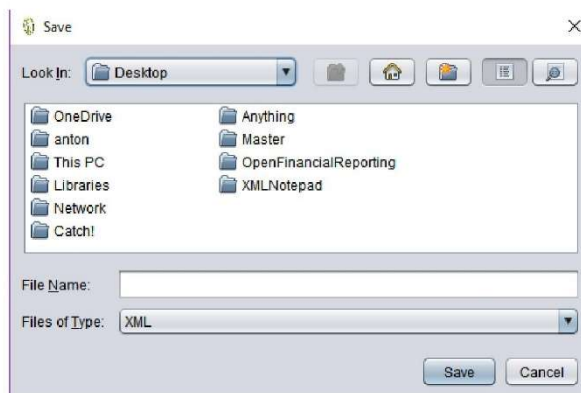 Save
Look In: Desktop
OneDrive Anything
anton Master
This PC OpenFinancialReporting
Libraries XMLNotepad
Network
Catch!
File Name:
Files of Type: XML
Save Cancel